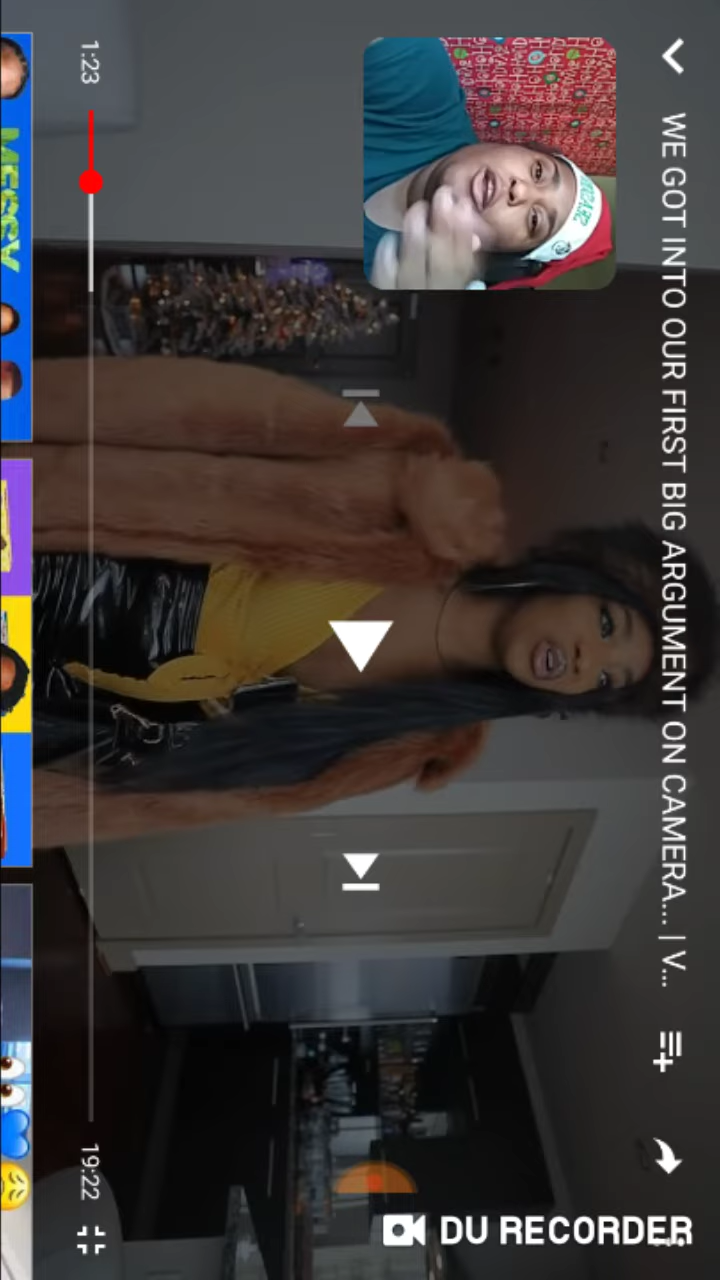 WE GOT INTO OUR FIRST BIG ARGUMENT ON CAMERA... | V...
1:23
19:22
MESSY
DU RECORDER